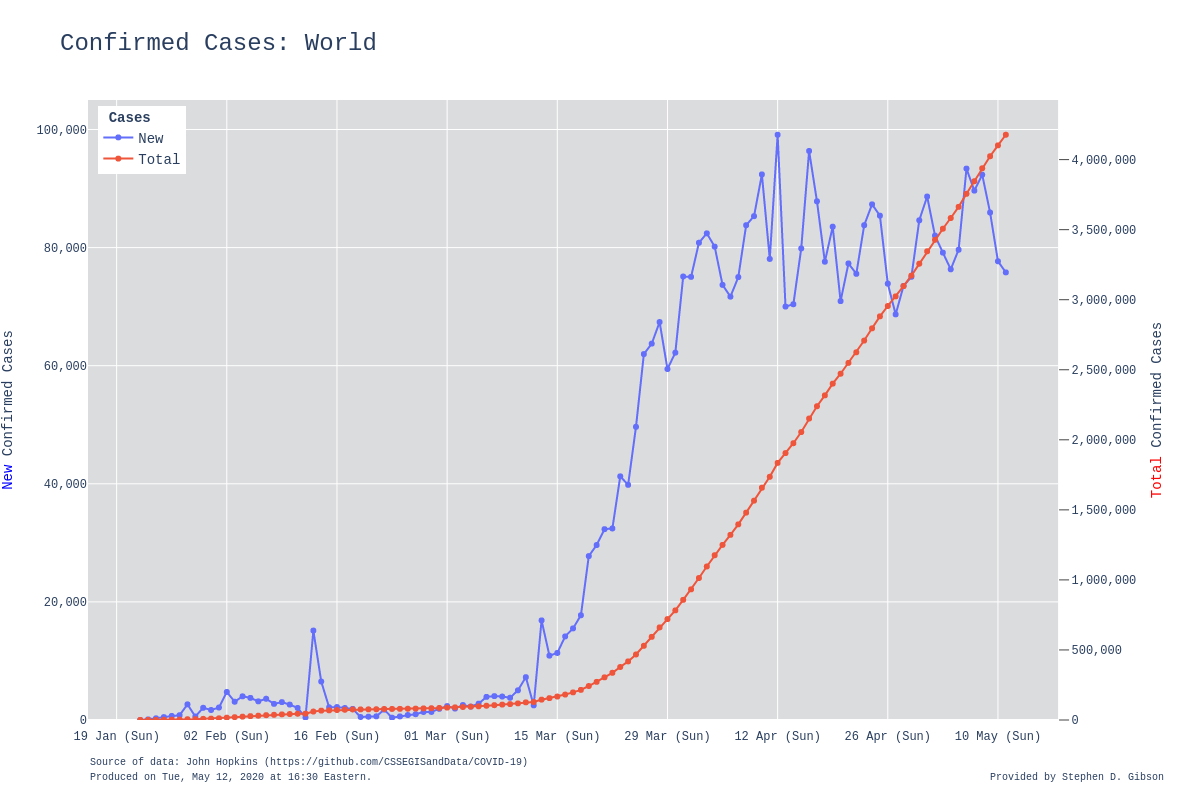 Confirmed Cases: World
Cases
New
Total
100,000
80,000
60,000
40,000
20,000
0
New Confirmed Cases
4,000,000
3,500,000
3,000,000
2,500,000
2,000,000
1,500,000
1,000,000
500,000
0
Total Confirmed Cases
19 Jan (Sun) 02 Feb (Sun) 16 Feb (Sun) 01 Mar (Sun) 15 Mar (Sun) 29 Mar (Sun) 12 Apr (Sun) 26 Apr (Sun) 10 May (Sun)
Source of data: John Hopkins (https://github.com/CSSEGISandData/COVID-19)
Produced on Tue, May 12, 2020 at 16:30 Eastern.
Provided by Stephen D. Gibson